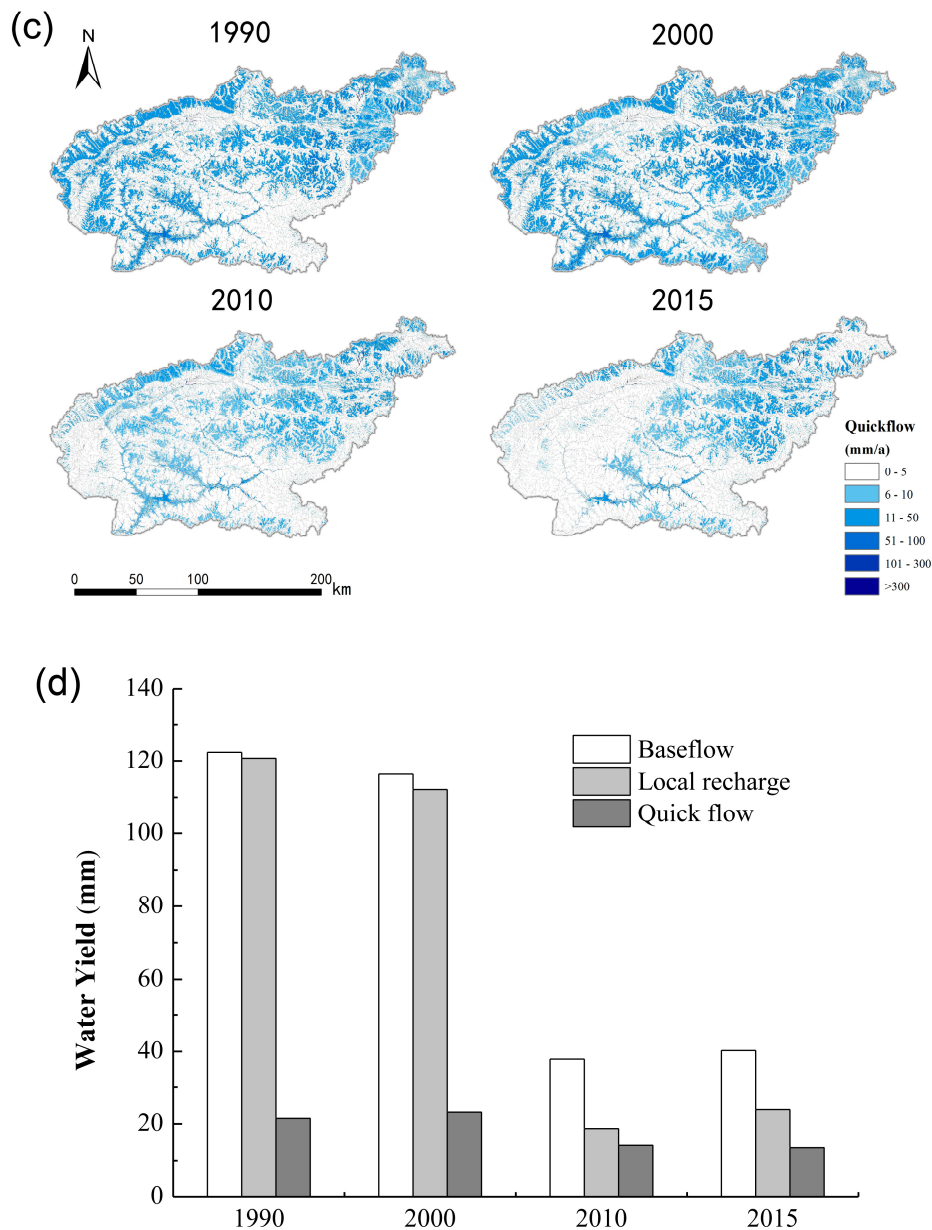 (c)
N
1990
2000
2010
2015
Quickflow
(mm/a)
0 - 5
6 - 10
11 - 50
51 - 100
101 - 300
>300
0 50 100 200
km
(d)
140
120
100
80
60
40
20
0
Water Yield (mm)
Baseflow
Local recharge
Quick flow
1990 2000 2010 2015